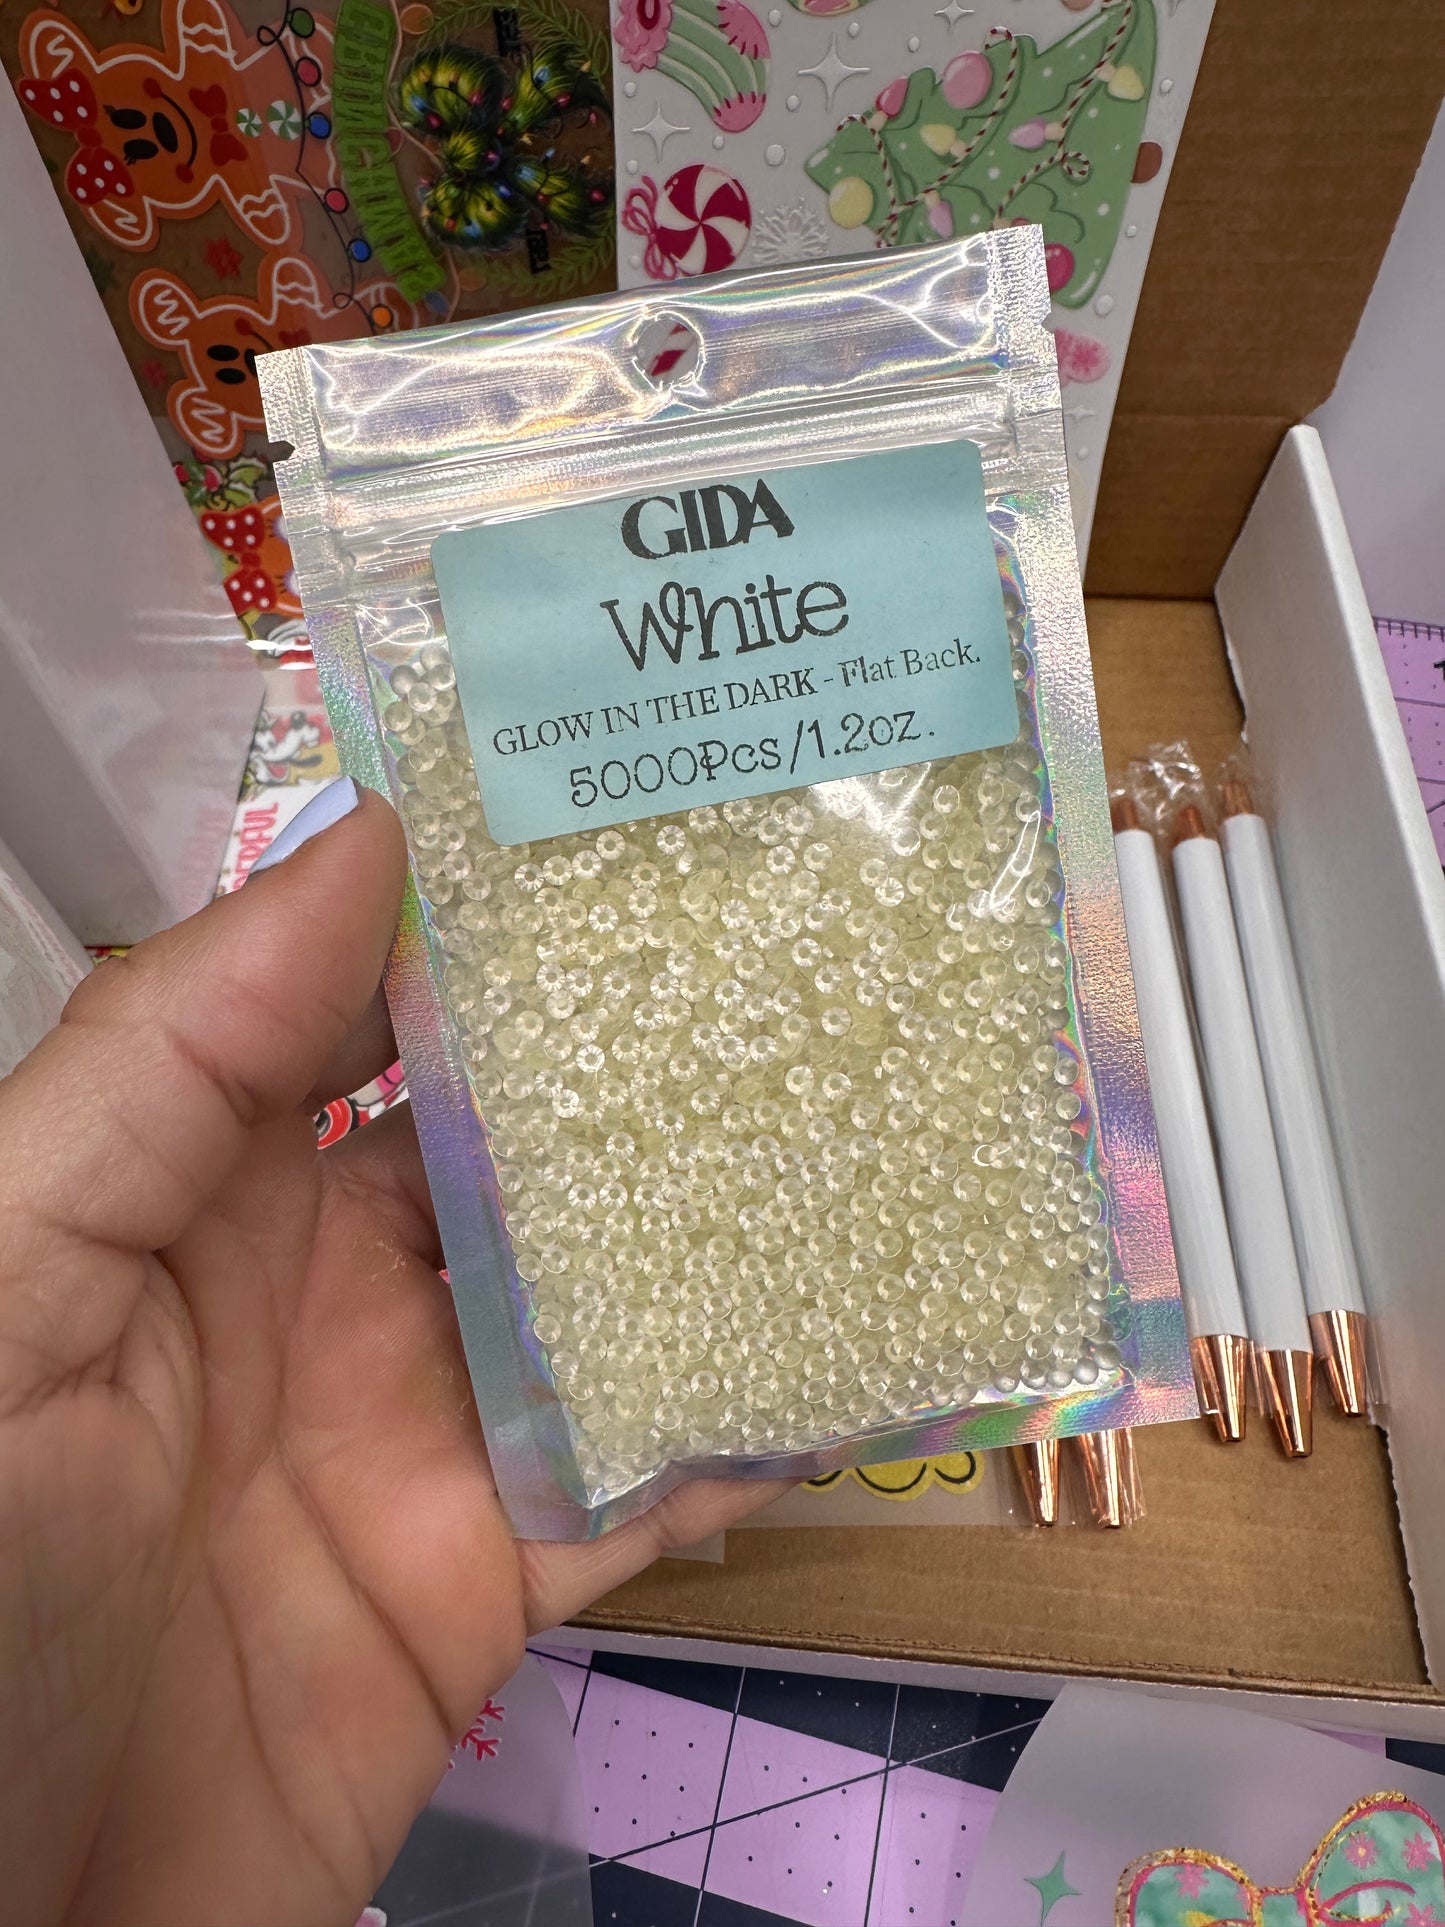 GIDA
White
GLOW IN THE DARK - Flat Back.
5000Pcs/1.2oz.